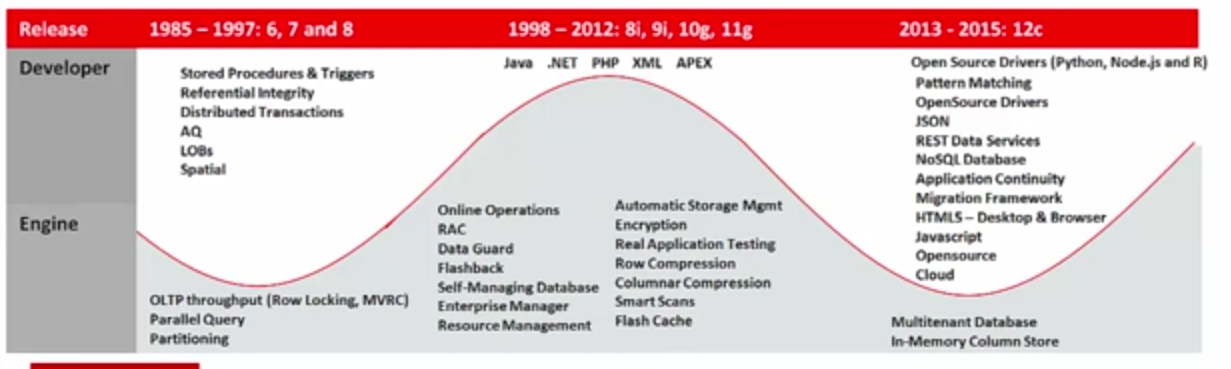 Release 1985 – 1997: 6, 7 and 8 1998 – 2012: 8i, 9i, 10g, 11g 2013 - 2015: 12c
Developer
Stored Procedures & Triggers
Referential Integrity
Distributed Transactions
AQ
LOBs
Spatial
Java .NET PHP XML APEX
Open Source Drivers (Python, Node.js and R)
Pattern Matching
OpenSource Drivers
JSON
REST Data Services
NoSQL Database
Application Continuity
Migration Framework
HTML5 – Desktop & Browser
Javascript
Opensource
Cloud
Engine
OLTP throughput (Row Locking, MVRC)
Parallel Query
Partitioning
Online Operations
RAC
Data Guard
Flashback
Self-Managing Database
Enterprise Manager
Resource Management
Automatic Storage Mgmt
Encryption
Real Application Testing
Row Compression
Columnar Compression
Smart Scans
Flash Cache
Multitenant Database
In-Memory Column Store